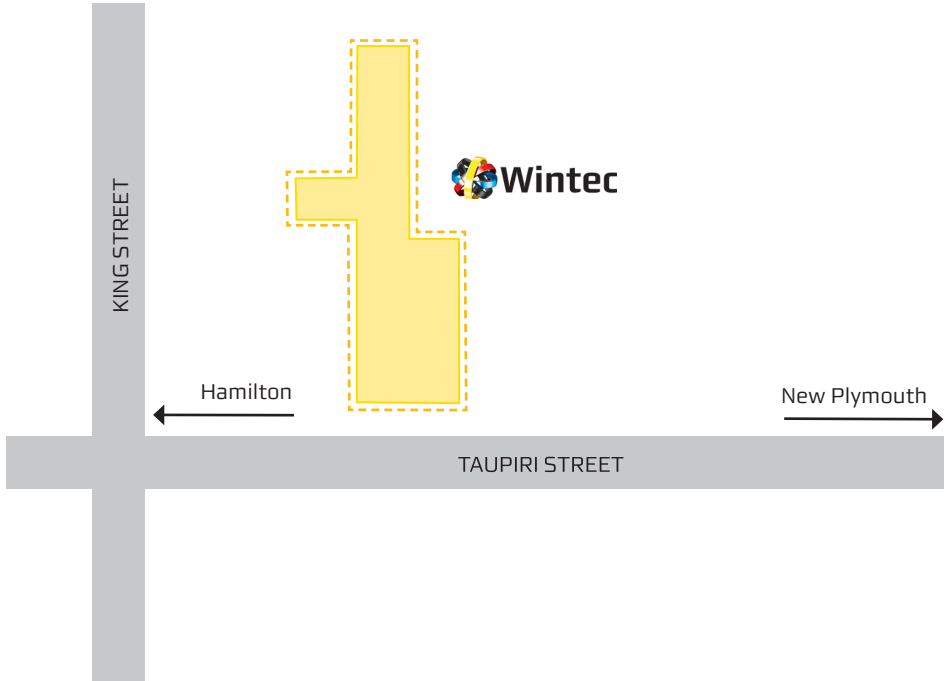 Wintec
KING STREET
Hamilton
New Plymouth
TAUPIRI STREET